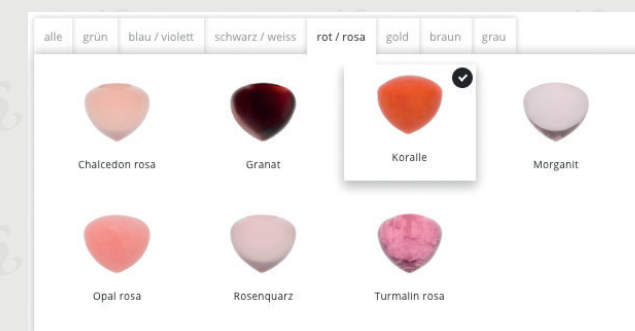 alle grün blau / violett schwarz / weiss rot / rosa gold braun grau
Chalcedon rosa Granat Koralle Morganit
Opal rosa Rosenquarz Turmalin rosa